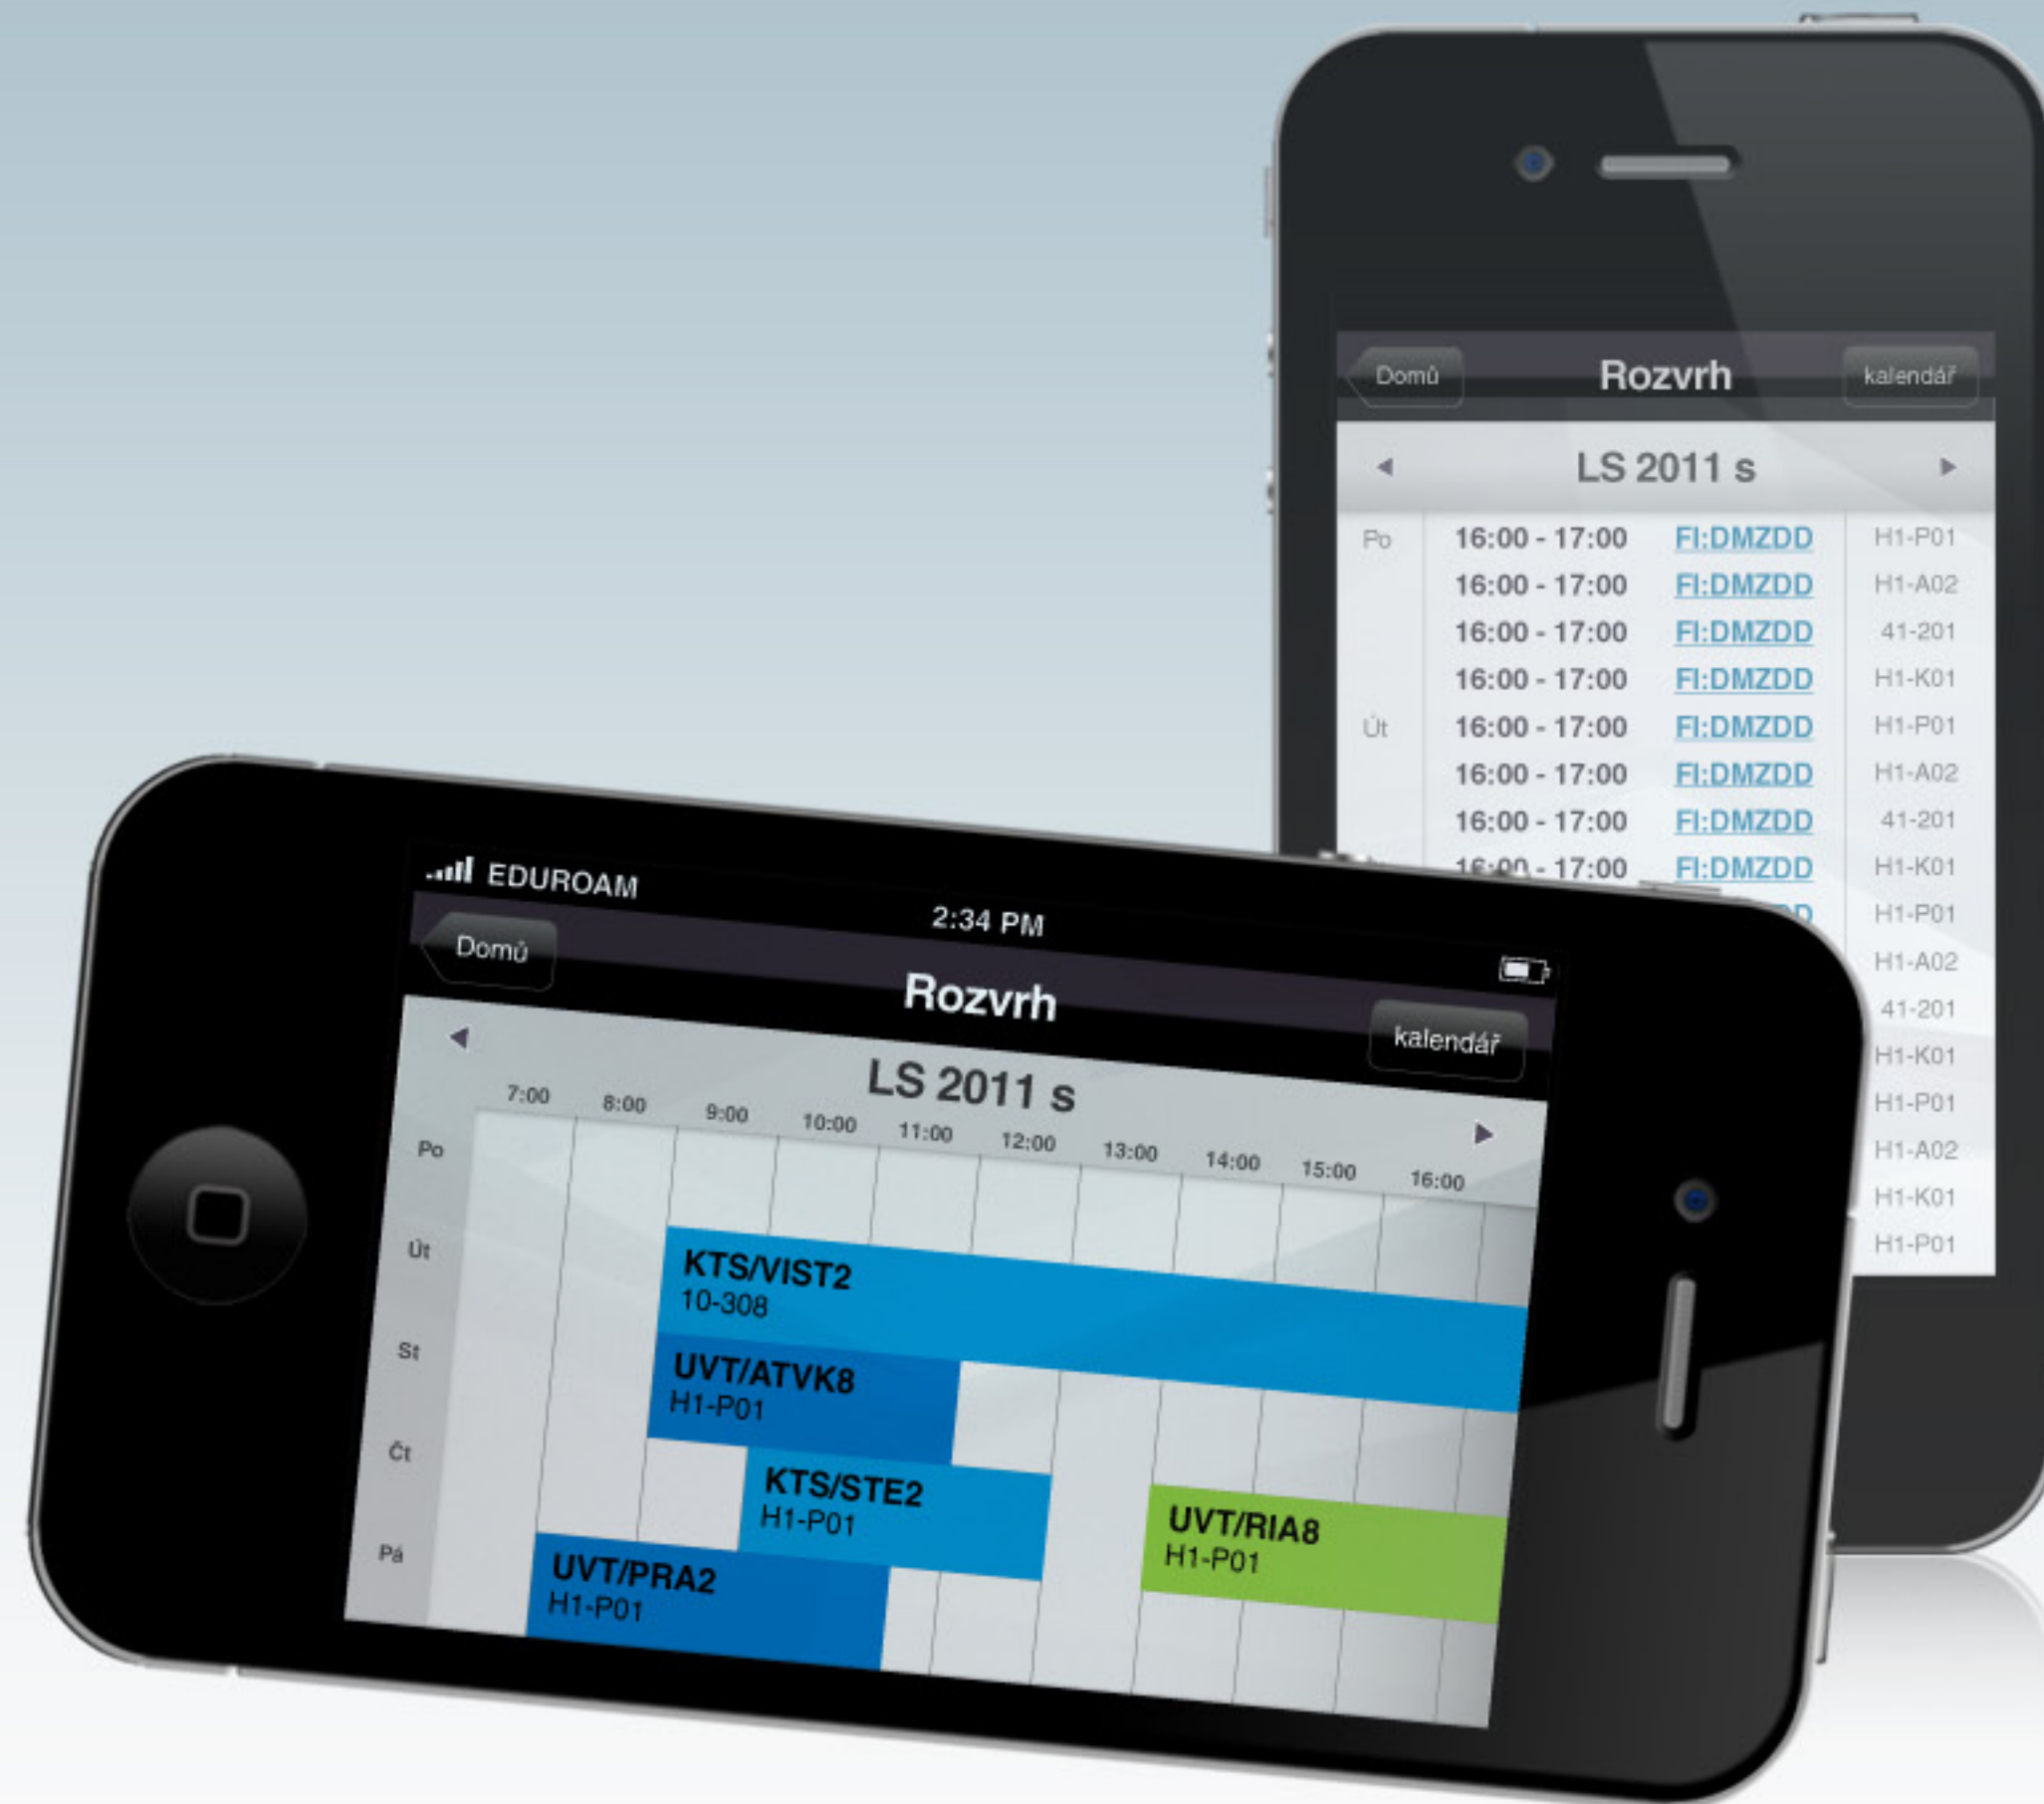 Domů Rozvrh kalendář
LS 2011 s
Po 16:00 - 17:00 FI:DMZDD H1-P01
16:00 - 17:00 FI:DMZDD H1-A02
16:00 - 17:00 FI:DMZDD 41-201
16:00 - 17:00 FI:DMZDD H1-K01
Út 16:00 - 17:00 FI:DMZDD H1-P01
16:00 - 17:00 FI:DMZDD H1-A02
16:00 - 17:00 FI:DMZDD 41-201
16:00 - 17:00 FI:DMZDD H1-K01
H1-P01
H1-A02
41-201
H1-K01
H1-P01
H1-A02
H1-K01
H1-P01
EDUROAM 2:34 PM
Domů Rozvrh kalendář
LS 2011 s
7:00 8:00 9:00 10:00 11:00 12:00 13:00 14:00 15:00 16:00
Po
Út
KTS/VIST2
10-308
St
UVT/ATVK8
H1-P01
Čt
KTS/STE2
H1-P01
UVT/RIA8
H1-P01
Pá
UVT/PRA2
H1-P01